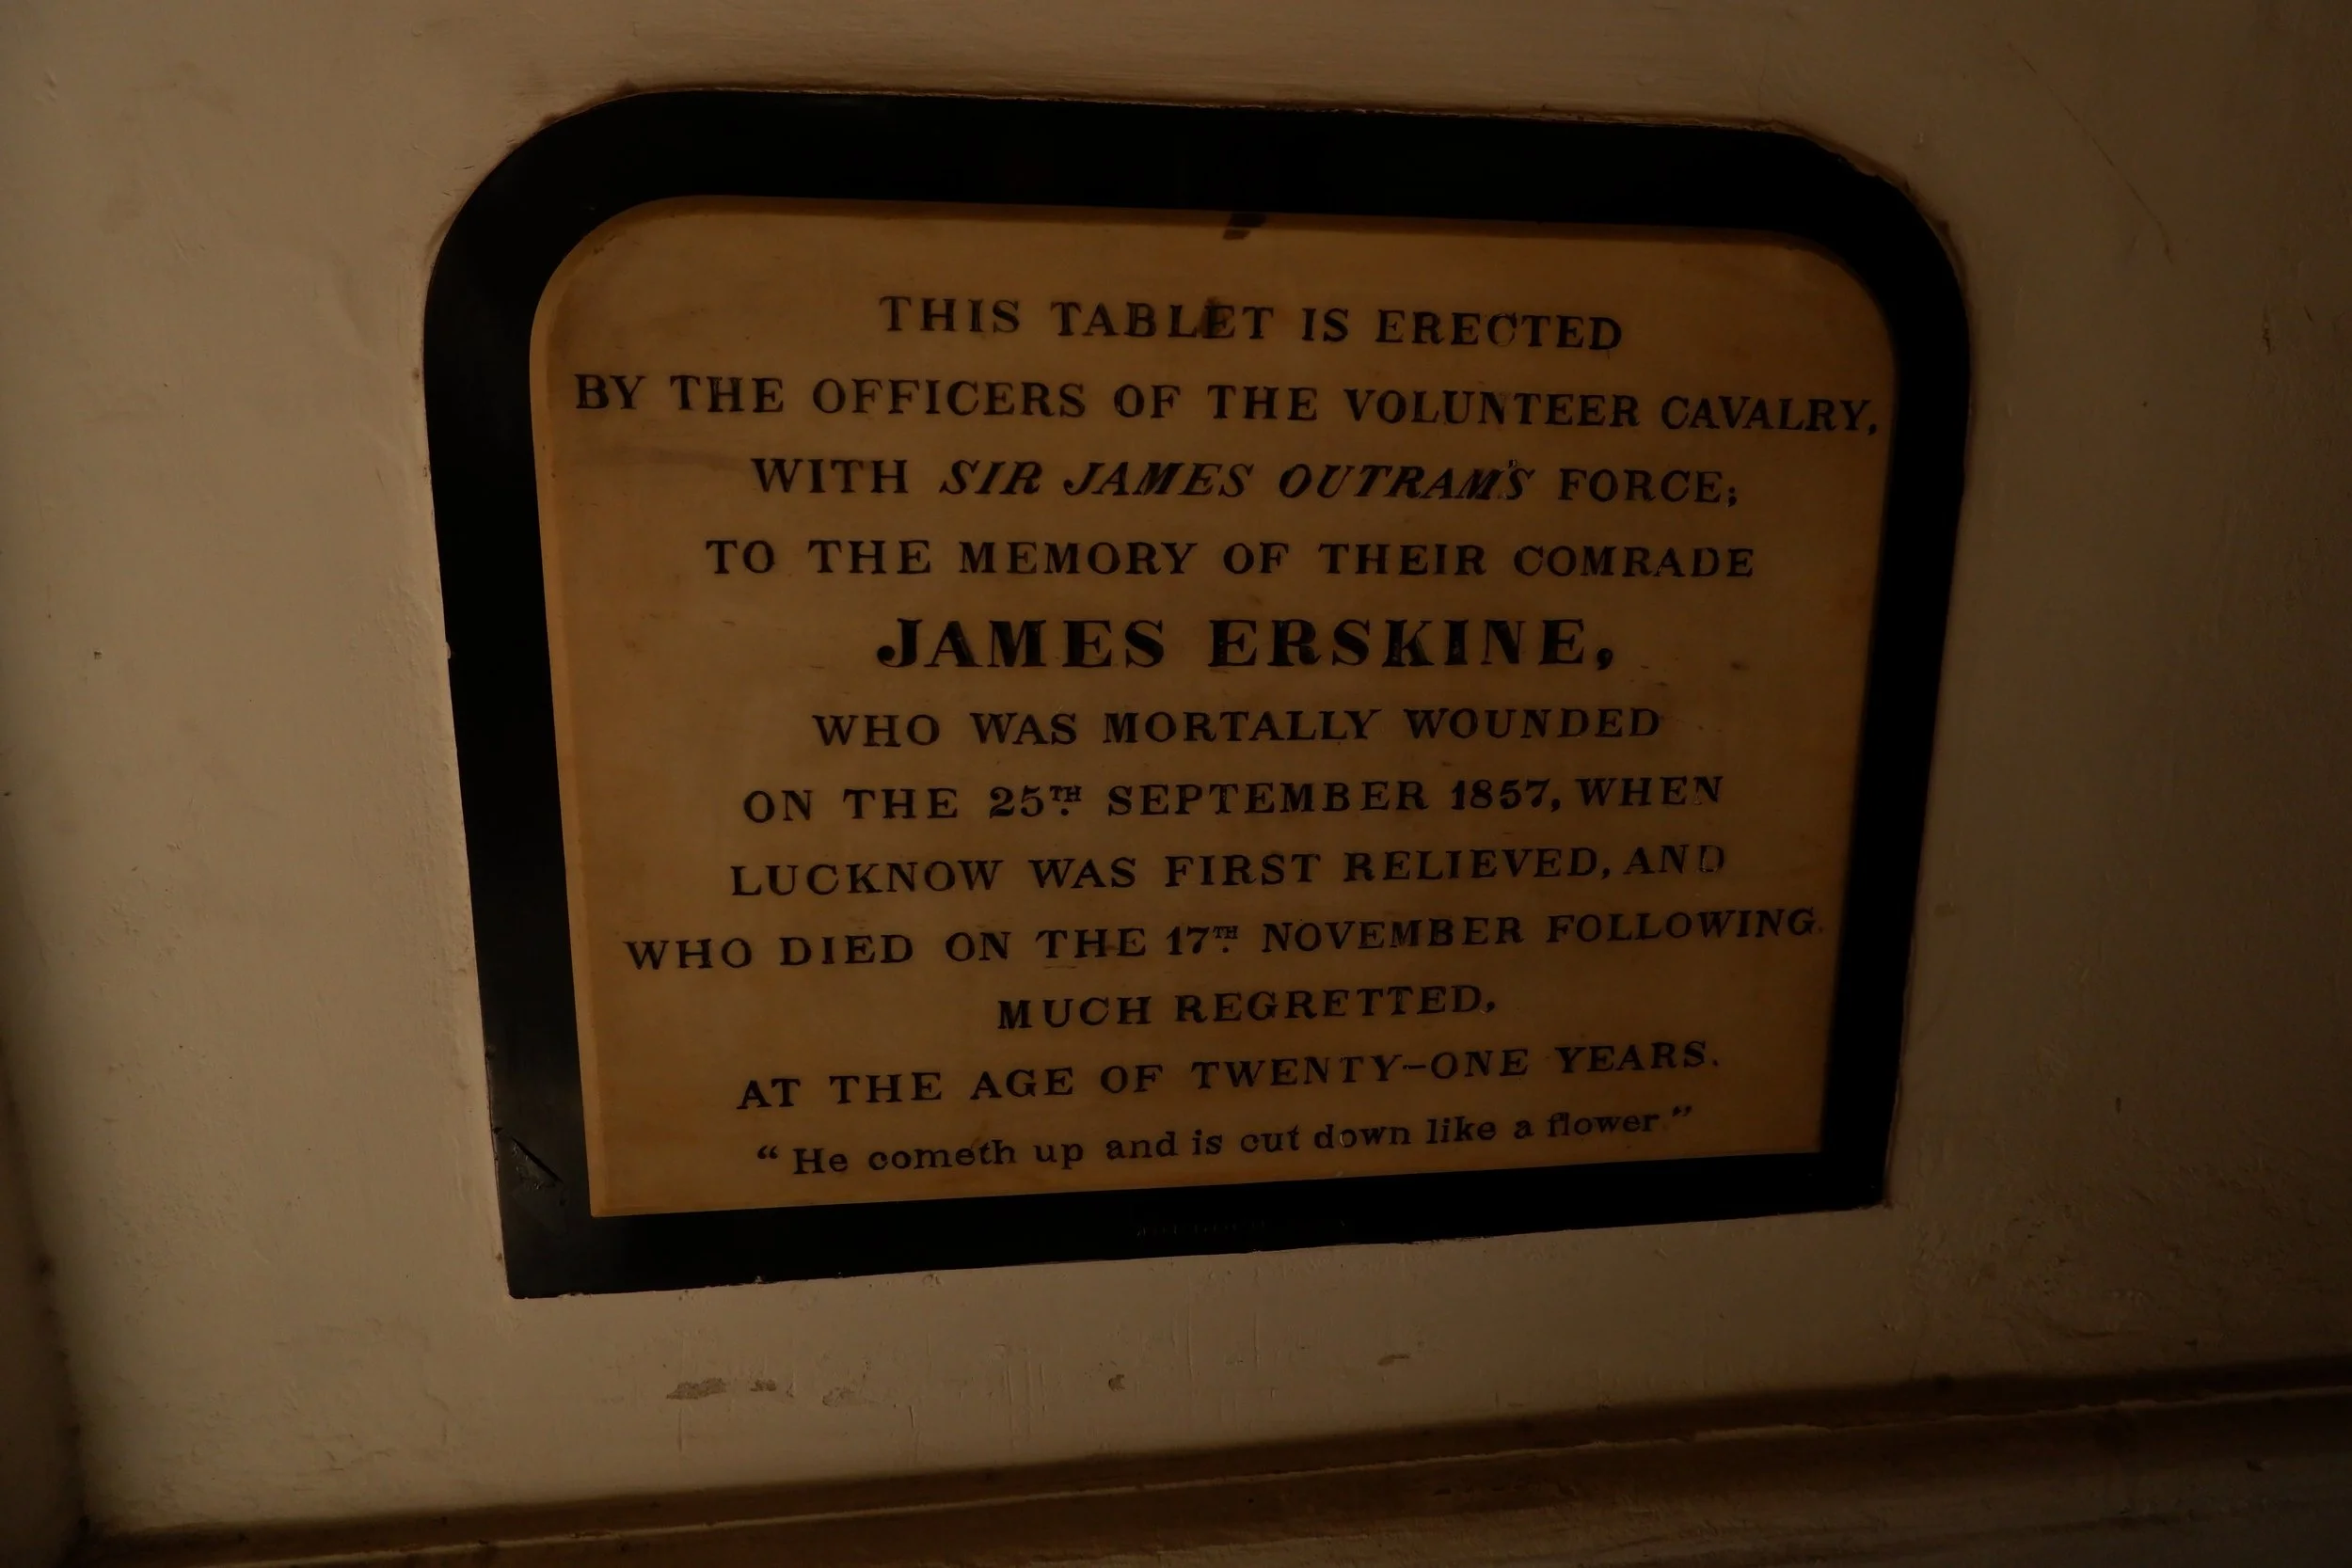 THIS TABLET IS ERECTED
BY THE OFFICERS OF THE VOLUNTEER CAVALRY,
WITH SIR JAMES OUTRAM'S FORCE;
TO THE MEMORY OF THEIR COMRADE
JAMES ERSKINE,
WHO WAS MORTALLY WOUNDED
ON THE 25TH SEPTEMBER 1857, WHEN
LUCKNOW WAS FIRST RELIEVED, AND
WHO DIED ON THE 17TH NOVEMBER FOLLOWING.
MUCH REGRETTED,
AT THE AGE OF TWENTY-ONE YEARS.
"He cometh up and is cut down like a flower."